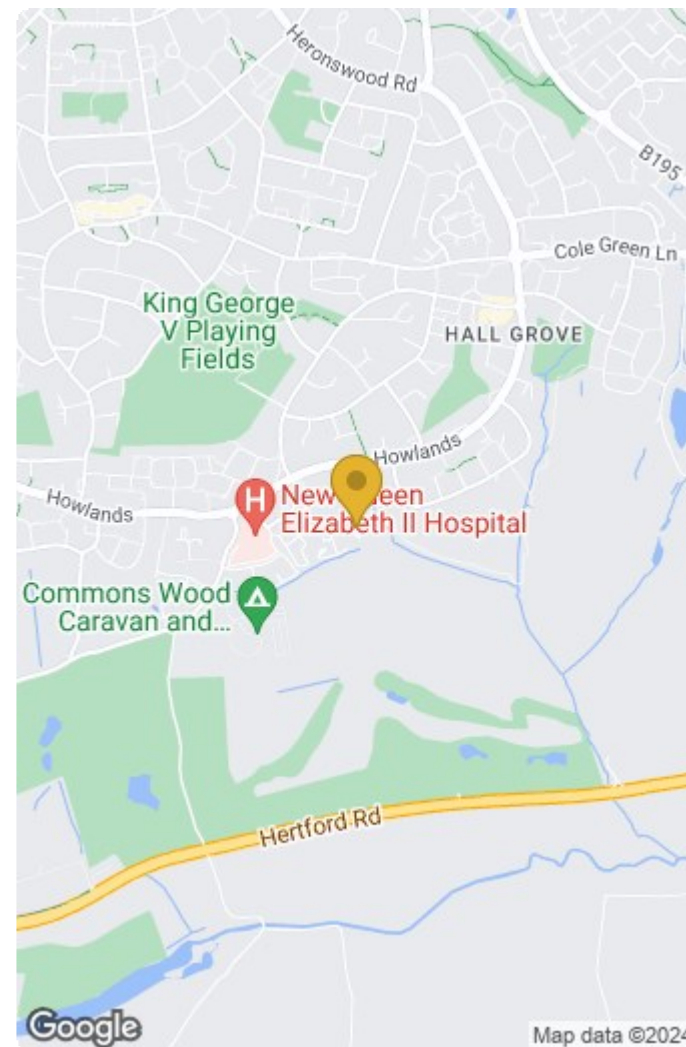 Heronswood Rd
B195
Cole Green Ln
King George
V Playing
Fields
HALL GROVE
Howlands
Howlands
New
Elizabeth II Hospital
Commons Wood
Caravan and...
Hertford Rd
Google
Map data ©2024